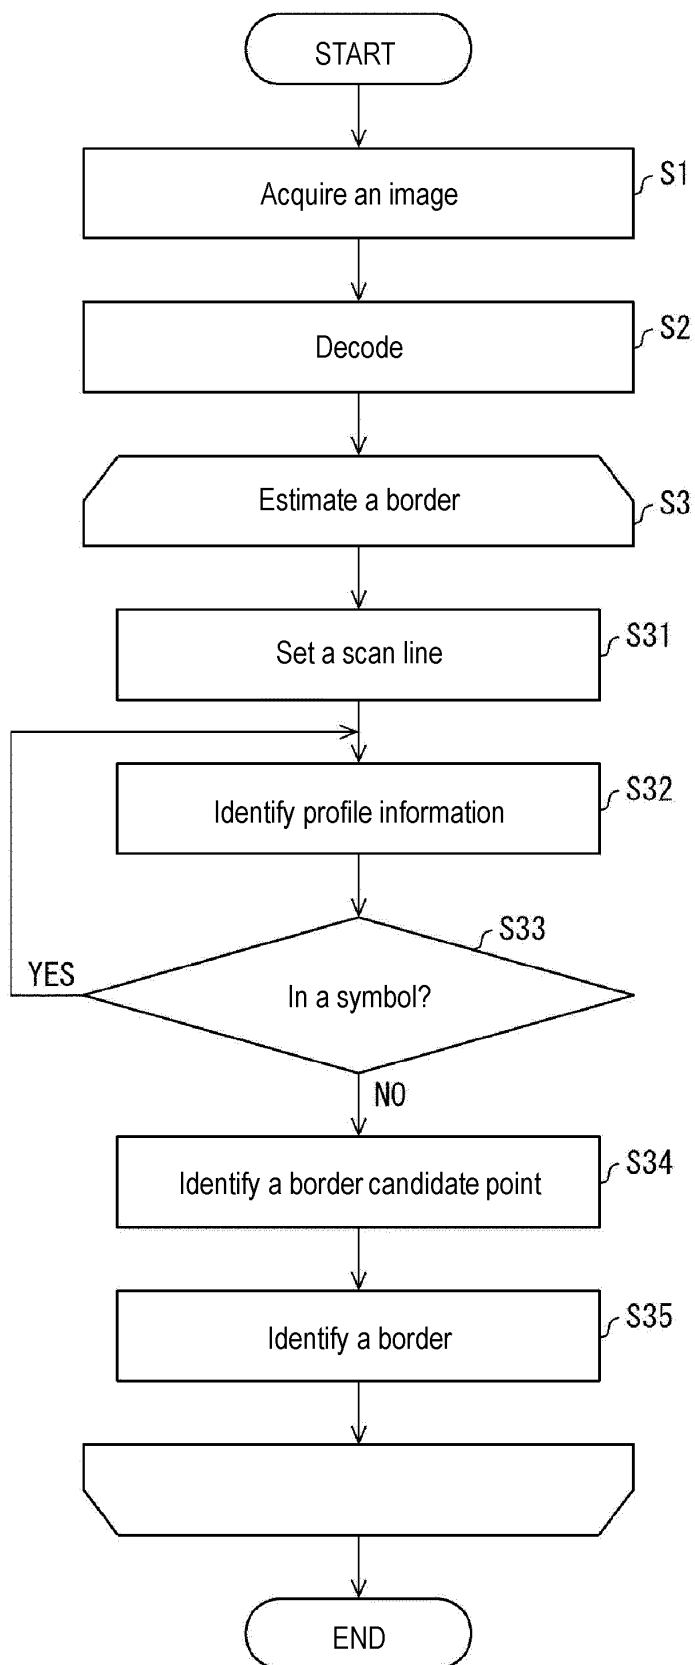 START
Acquire an image
S1
Decode
S2
Estimate a border
S3
Set a scan line
S31
Identify profile information
S32
S33
YES
In a symbol?
NO
Identify a border candidate point
S34
Identify a border
S35
END